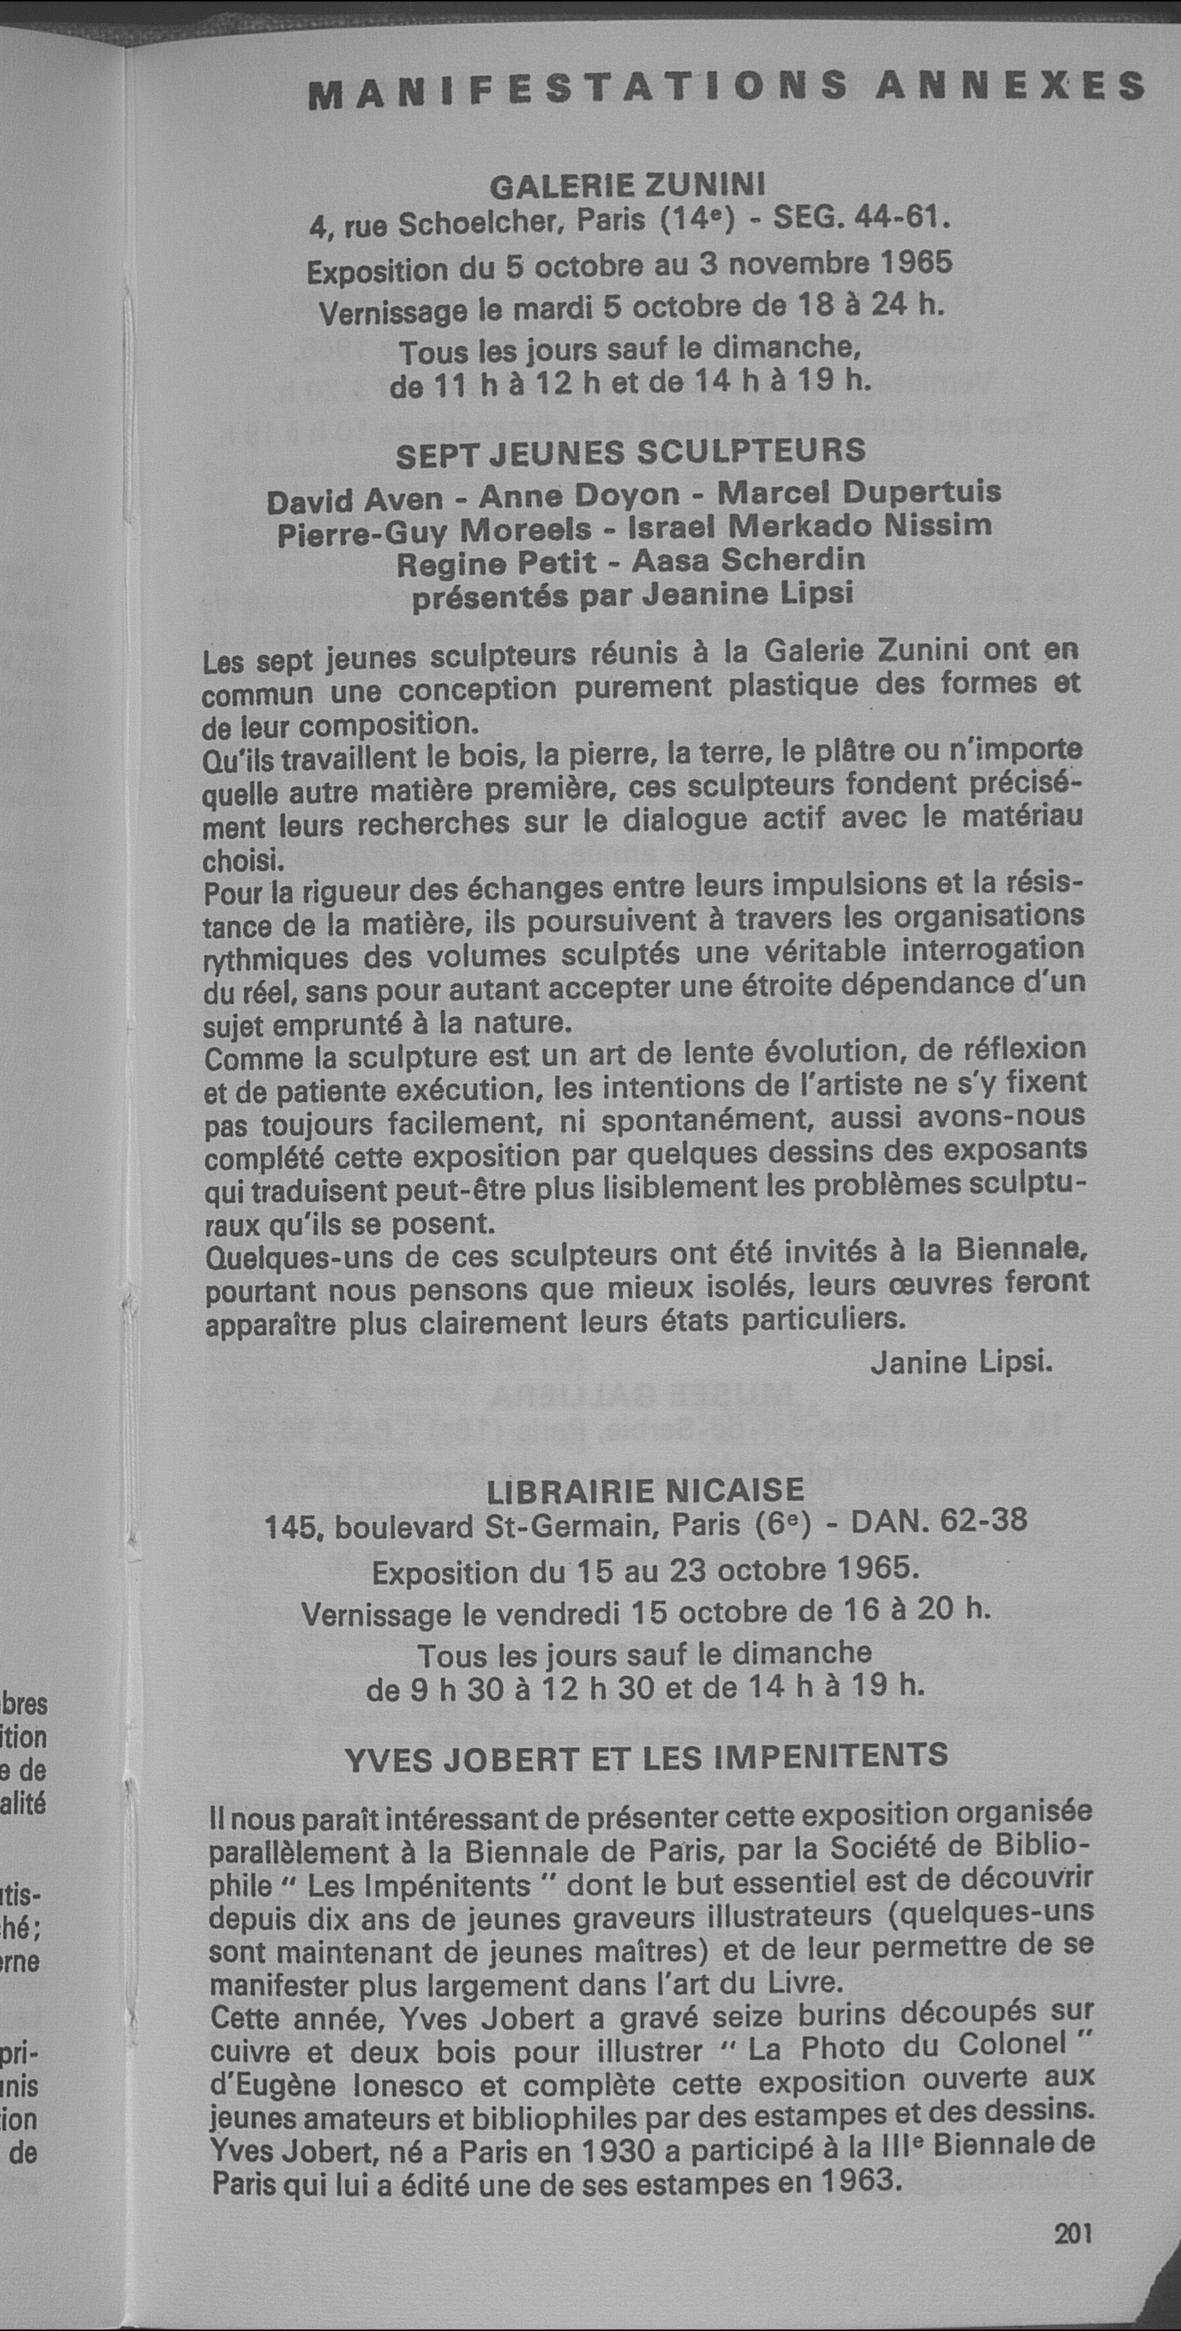 MANIFESTATIONS ANNEXES
GALERIE ZUNINI
4, rue Schoelcher, Paris (14e) - SEG. 44-61.
Exposition du 5 octobre au 3 novembre 1965
Vernissage le mardi 5 octobre de 18 à 24 h.
Tous les jours sauf le dimanche,
de 11 h à 12 h et de 14 h à 19 h.
SEPT JEUNES SCULPTEURS
David Aven - Anne Doyon - Marcel Dupertuis
Pierre-Guy Moreels - Israel Merkado Nissim
Regine Petit - Aasa Scherdin
présentés par Jeanine Lipsi
Les sept jeunes sculpteurs réunis à la Galerie Zunini ont en
commun une conception purement plastique des formes et
de leur composition.
Qu'ils travaillent le bois, la pierre, la terre, le plâtre ou n'importe
quelle autre matière première, ces sculpteurs fondent précisé-
ment leurs recherches sur le dialogue actif avec le matériau
choisi.
Pour la rigueur des échanges entre leurs impulsions et la résis-
tance de la matière, ils poursuivent à travers les organisations
rythmiques des volumes sculptés une véritable interrogation
du réel, sans pour autant accepter une étroite dépendance d'un
sujet emprunté à la nature.
Comme la sculpture est un art de lente évolution, de réflexion
et de patiente exécution, les intentions de l'artiste ne s'y fixent
pas toujours facilement, ni spontanément, aussi avons-nous
complété cette exposition par quelques dessins des exposants
qui traduisent peut-être plus lisiblement les problèmes sculptu-
raux qu'ils se posent.
Quelques-uns de ces sculpteurs ont été invités à la Biennale,
pourtant nous pensons que mieux isolés, leurs œuvres feront
apparaître plus clairement leurs états particuliers.
Janine Lipsi.
LIBRAIRIE NICAISE
145, boulevard St-Germain, Paris (6e) - DAN. 62-38
Exposition du 15 au 23 octobre 1965.
Vernissage le vendredi 15 octobre de 16 à 20 h.
Tous les jours sauf le dimanche
de 9 h 30 à 12 h 30 et de 14 h à 19 h.
YVES JOBERT ET LES IMPENITENTS
Il nous paraît intéressant de présenter cette exposition organisée
parallèlement à la Biennale de Paris, par la Société de Biblio-
phile " Les Impénitents " dont le but essentiel est de découvrir
depuis dix ans de jeunes graveurs illustrateurs (quelques-uns
sont maintenant de jeunes maîtres) et de leur permettre de se
manifester plus largement dans l'art du Livre.
Cette année, Yves Jobert a gravé seize burins découpés sur
cuivre et deux bois pour illustrer " La Photo du Colonel "
d'Eugène Ionesco et complète cette exposition ouverte aux
jeunes amateurs et bibliophiles par des estampes et des dessins.
Yves Jobert, né a Paris en 1930 a participé à la IIIe Biennale de
Paris qui lui a édité une de ses estampes en 1963.
201